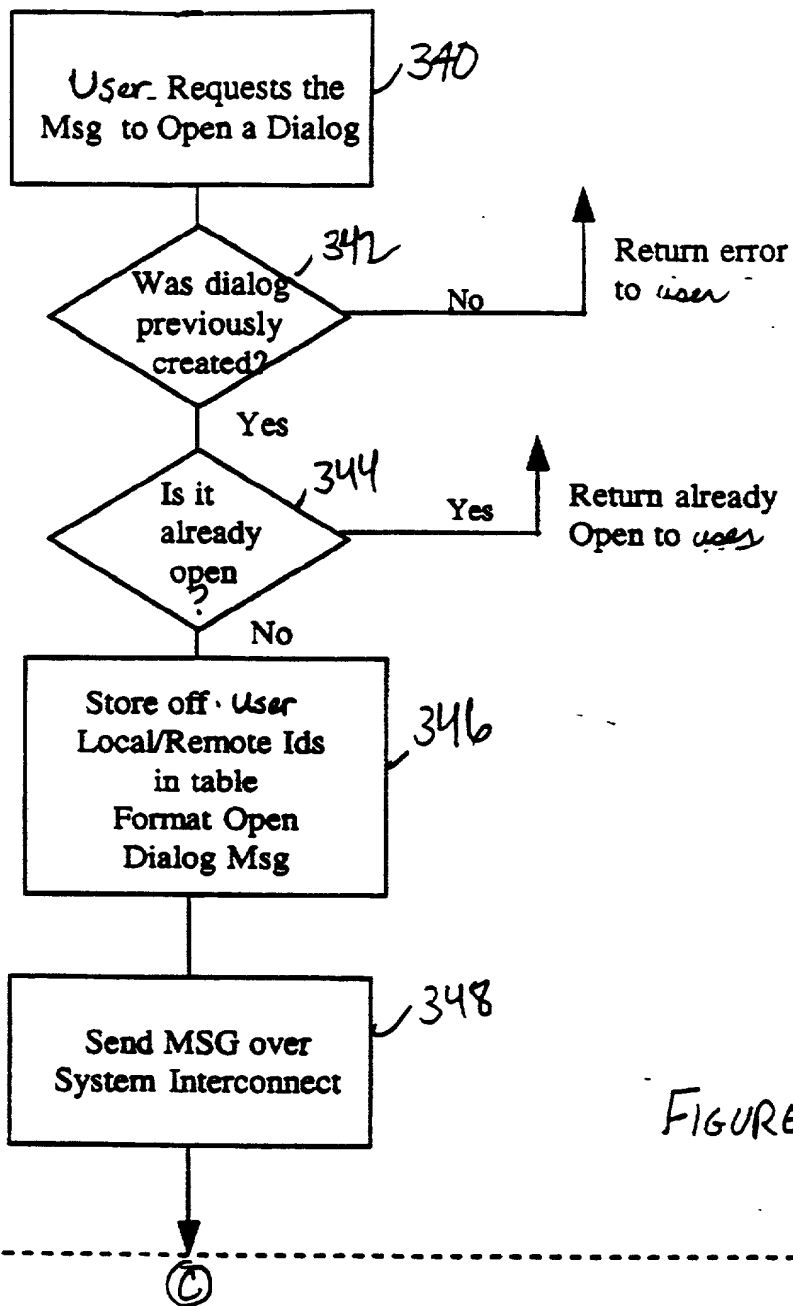 340
User Requests the
Msg to Open a Dialog
342
Was dialog
previously
created?
No
Return error
to user
Yes
344
Is it
already
open
?
Yes
Return already
Open to user
No
346
Store off User
Local/Remote Ids
in table
Format Open
Dialog Msg
348
Send MSG over
System Interconnect
FIGURE
C